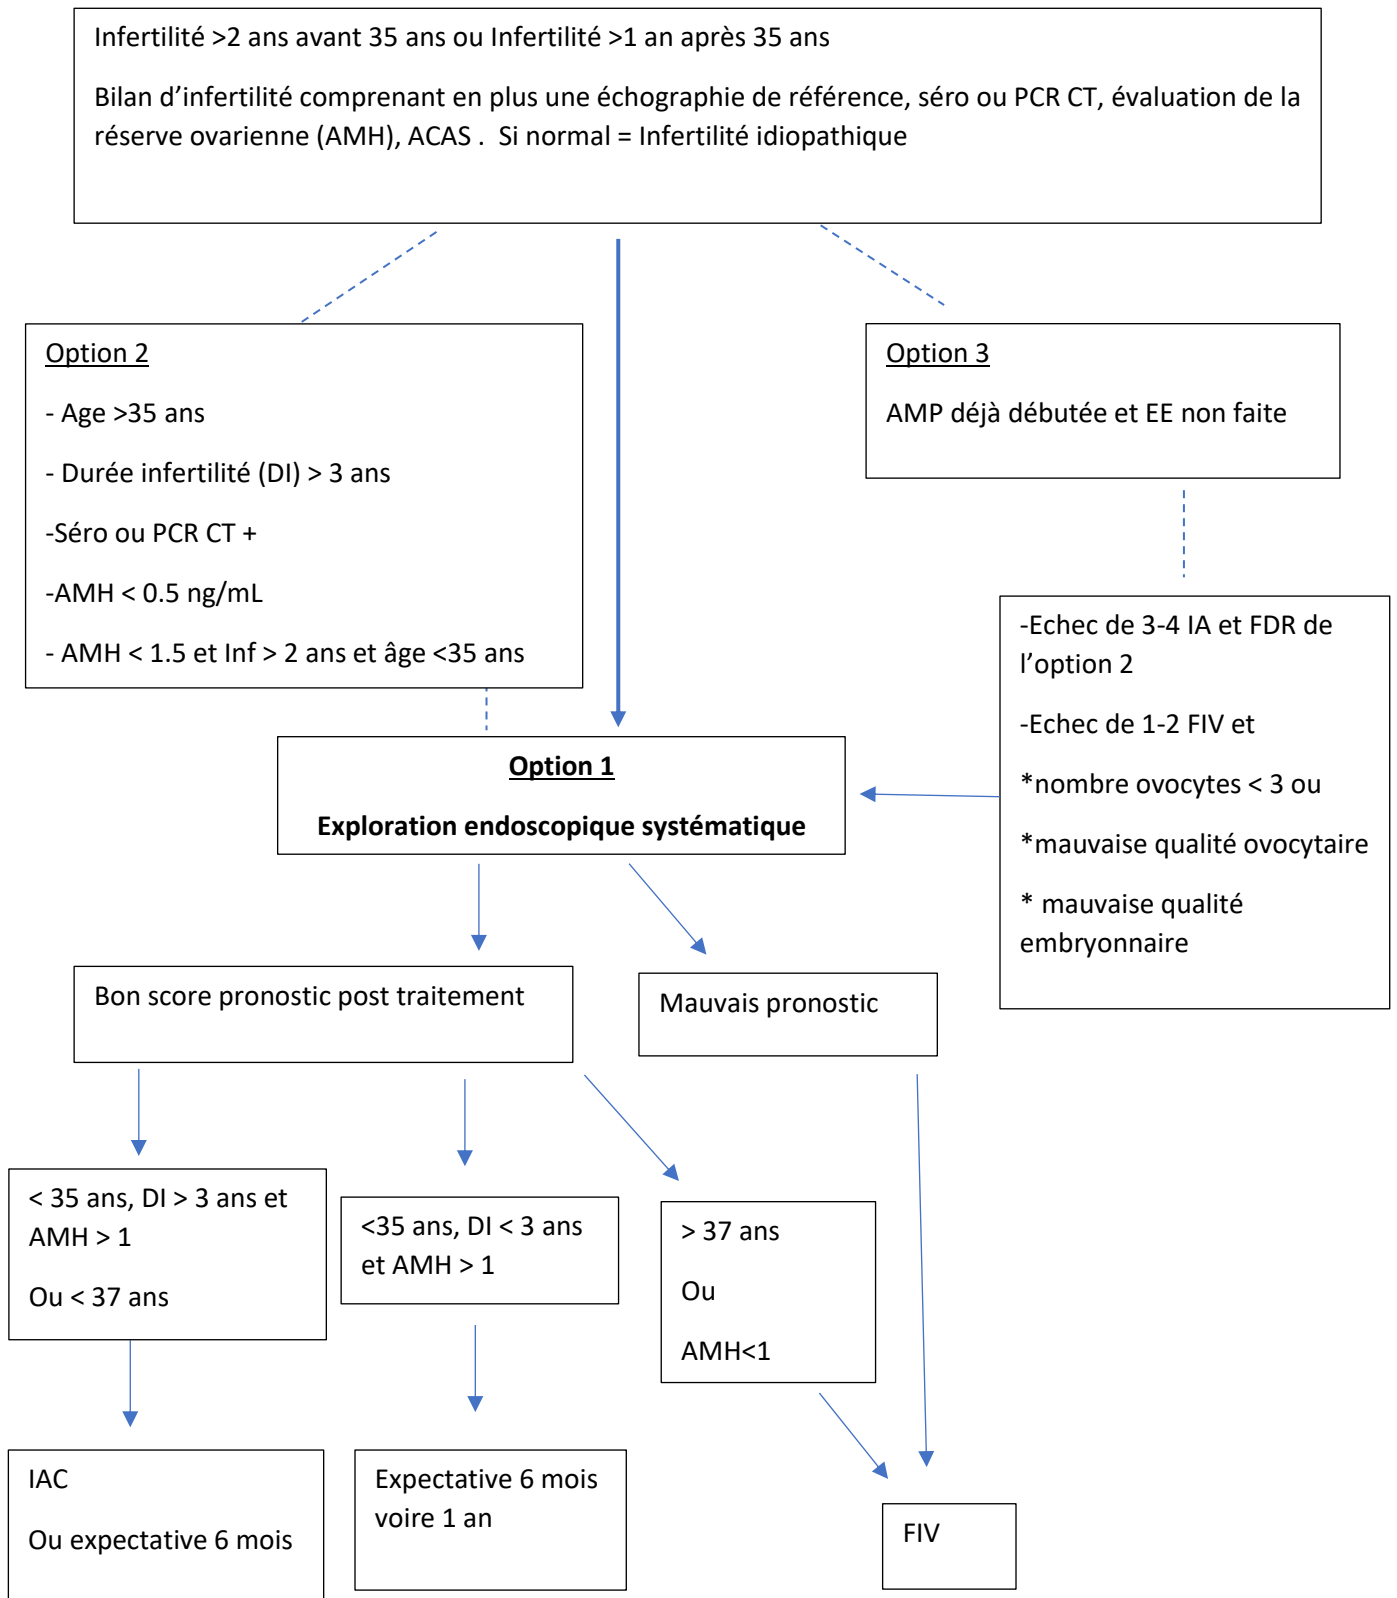 Infertilité >2 ans avant 35 ans ou Infertilité >1 an après 35 ans
Bilan d’infertilité comprenant en plus une échographie de référence, séro ou PCR CT, évaluation de la
réserve ovarienne (AMH), ACAS . Si normal = Infertilité idiopathique
Option 2
- Age >35 ans
- Durée infertilité (DI) > 3 ans
-Séro ou PCR CT +
-AMH < 0.5 ng/mL
- AMH < 1.5 et Inf > 2 ans et âge <35 ans
Option 3
AMP déjà débutée et EE non faite
-Echec de 3-4 IA et FDR de
l’option 2
-Echec de 1-2 FIV et
*nombre ovocytes < 3 ou
*mauvaise qualité ovocytaire
* mauvaise qualité
embryonnaire
Option 1
Exploration endoscopique systématique
Bon score pronostic post traitement
Mauvais pronostic
< 35 ans, DI > 3 ans et
AMH > 1
Ou < 37 ans
<35 ans, DI < 3 ans
et AMH > 1
> 37 ans
Ou
AMH<1
IAC
Ou expectative 6 mois
Expectative 6 mois
voire 1 an
FIV